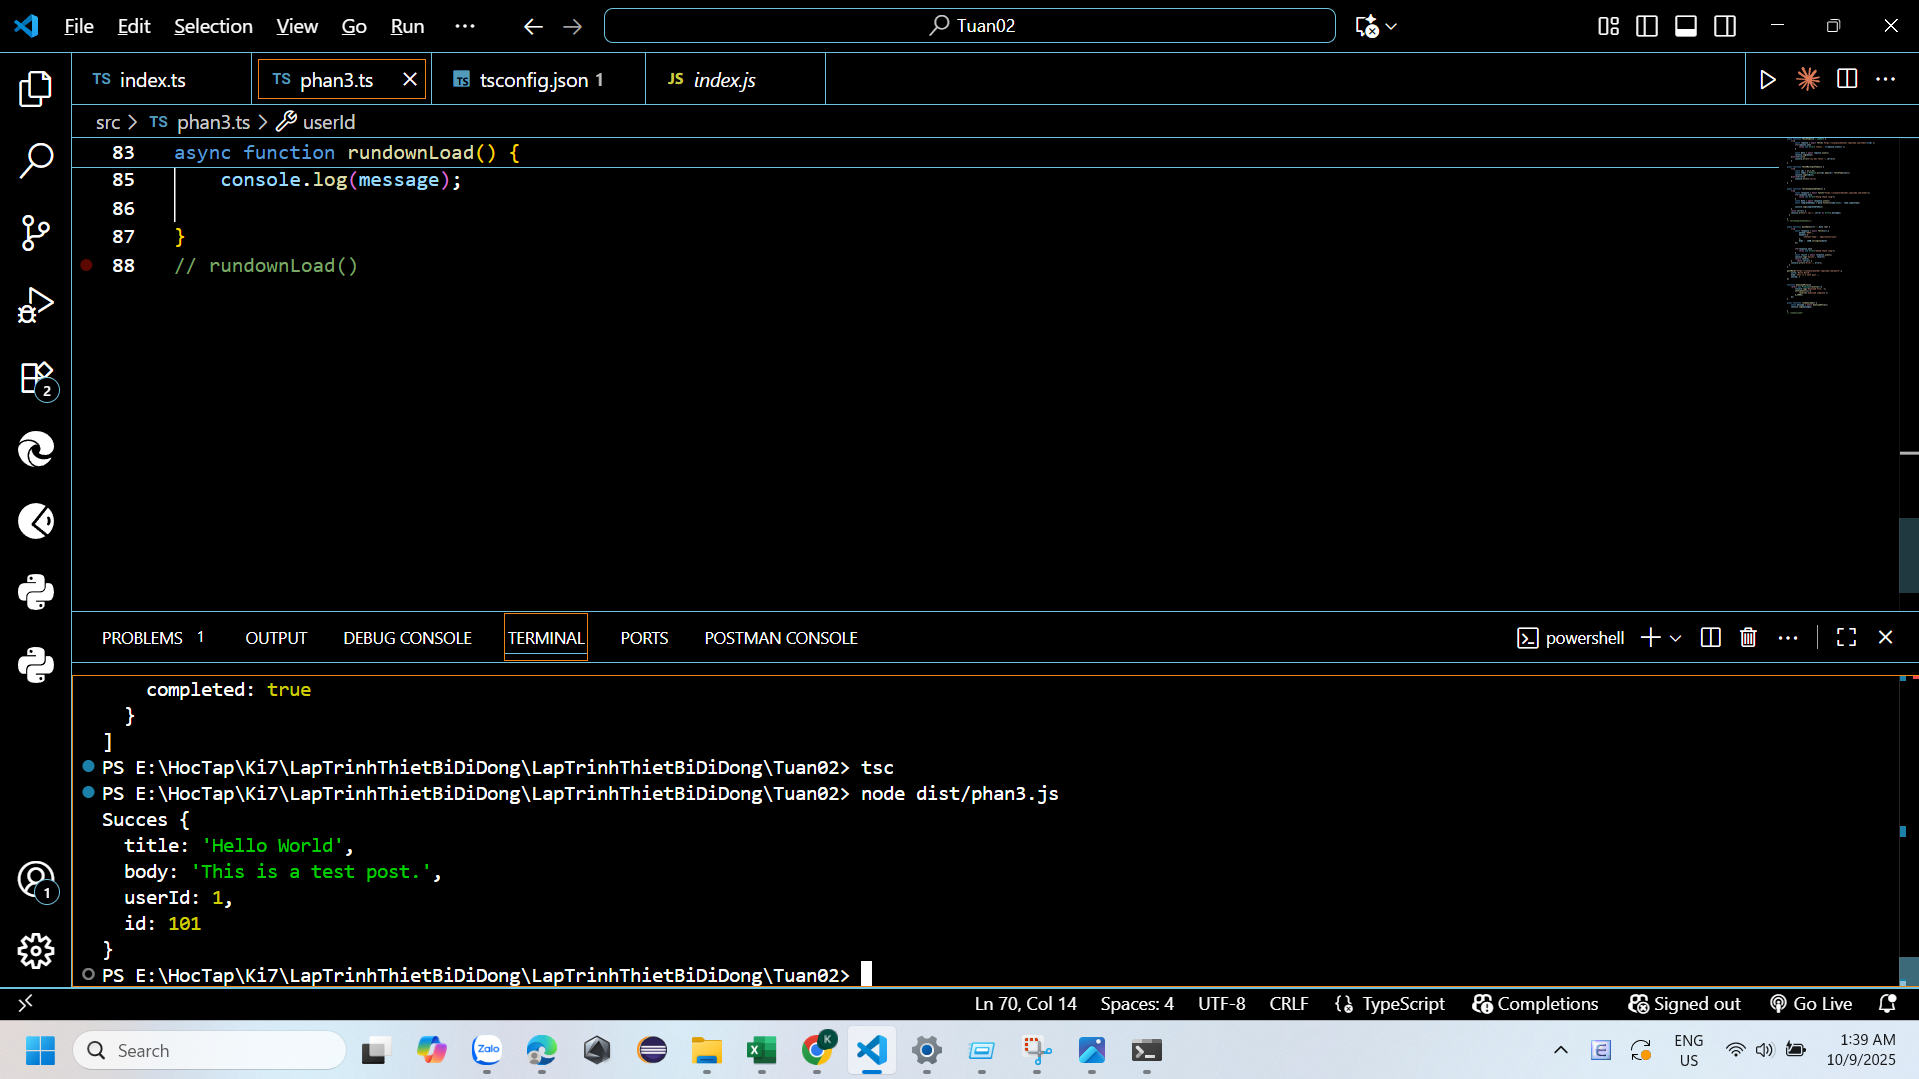 File Edit Selection View Go Run ··· Tuan02
TS index.ts TS phan3.ts tsconfig.json 1 JS index.js
src > TS phan3.ts > userId
83 async function rundownLoad() {
85 console.log(message);
86
87 }
88 // rundownLoad()
PROBLEMS 1 OUTPUT DEBUG CONSOLE TERMINAL PORTS POSTMAN CONSOLE powershell
completed: true
}
]
PS E:\HocTap\Ki7\LapTrinhThietBiDiDong\LapTrinhThietBiDiDong\Tuan02> tsc
PS E:\HocTap\Ki7\LapTrinhThietBiDiDong\LapTrinhThietBiDiDong\Tuan02> node dist/phan3.js
Succes {
title: 'Hello World',
body: 'This is a test post.',
userId: 1,
id: 101
}
PS E:\HocTap\Ki7\LapTrinhThietBiDiDong\LapTrinhThietBiDiDong\Tuan02>
2
1
Ln 70, Col 14 Spaces: 4 UTF-8 CRLF {} TypeScript Completions Signed out Go Live
Search Zalo K ENG US 1:39 AM 10/9/2025